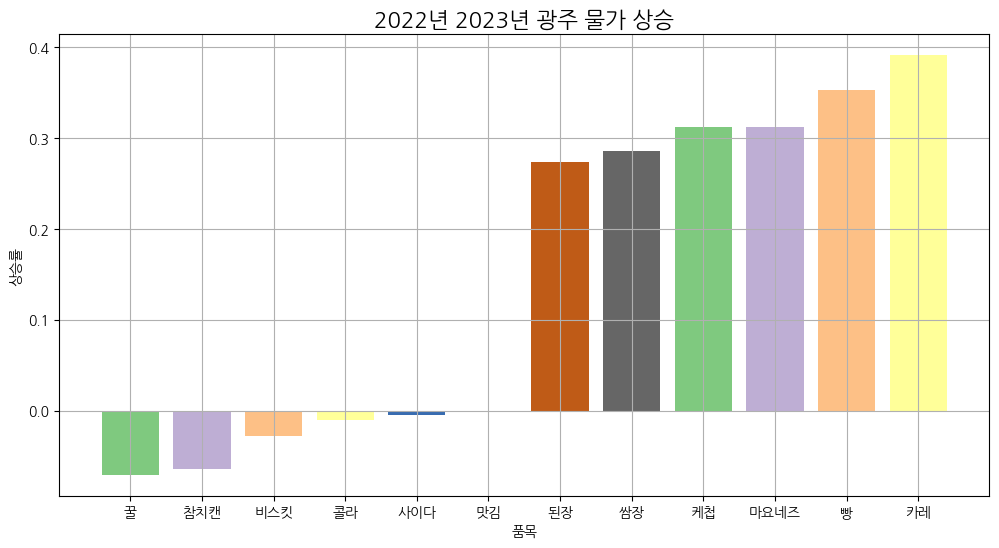 2022년 2023년 광주 물가 상승
0.4
0.3
0.2
0.1
0.0
상승률
꿀 참치캔 비스킷 콜라 사이다 맛김 된장 쌈장 케첩 마요네즈 빵 카레
품목